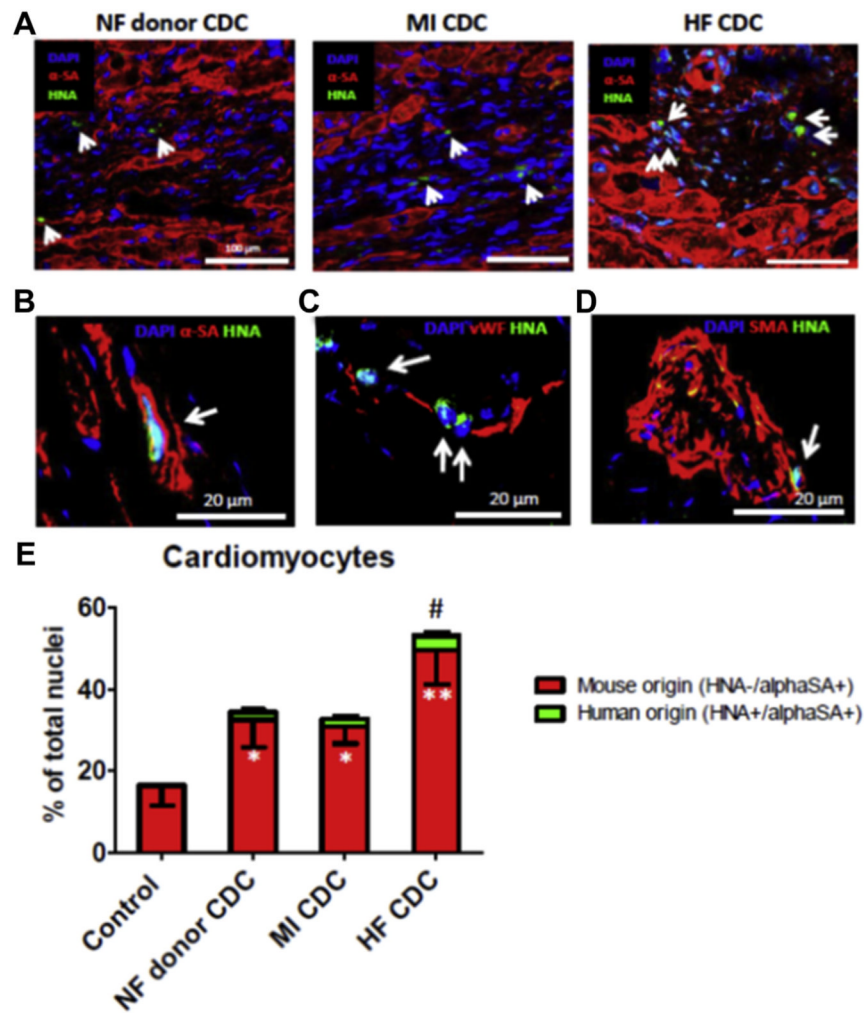 A
NF donor CDC
MI CDC
HF CDC
DAPI
α-SA
HNA
DAPI
α-SA
HNA
DAPI
α-SA
HNA
100 µm
B
C
D
DAPI α-SA HNA
DAPI vWF HNA
DAPI SMA HNA
20 µm
20 µm
20 µm
E
Cardiomyocytes
% of total nuclei
60
40
20
0
#
*
*
**
Control
NF donor CDC
MI CDC
HF CDC
Mouse origin (HNA-/alphaSA+)
Human origin (HNA+/alphaSA+)